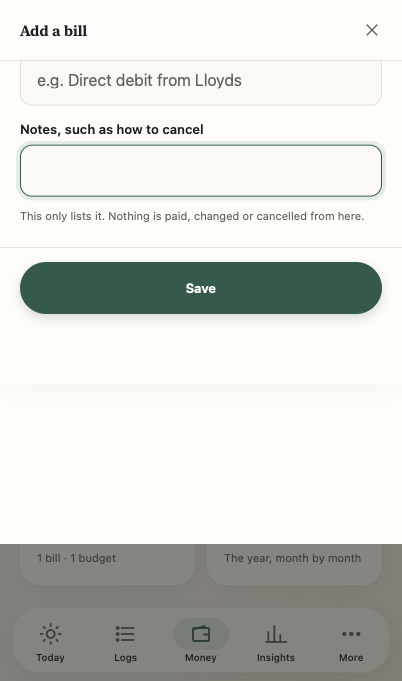 Add a bill
e.g. Direct debit from Lloyds
Notes, such as how to cancel
This only lists it. Nothing is paid, changed or cancelled from here.
Save
1 bill · 1 budget
The year, month by month
Today
Logs
Money
Insights
More